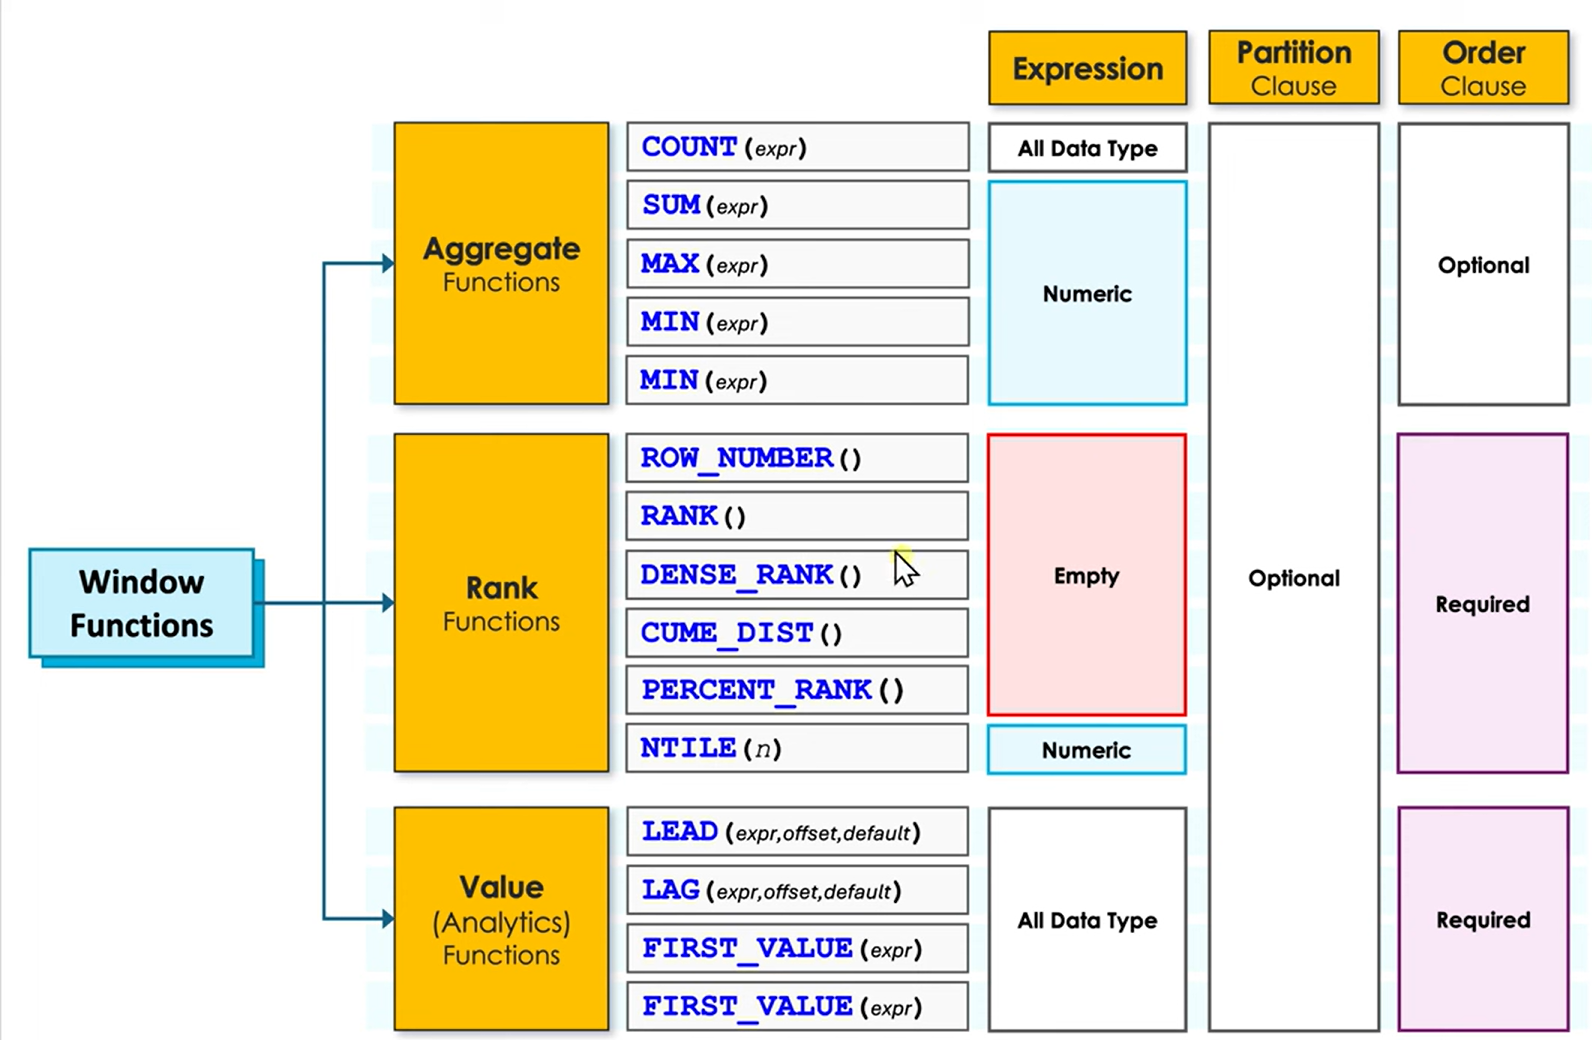 Expression
Partition
Clause
Order
Clause
Aggregate
Functions
COUNT (expr)
SUM (expr)
MAX (expr)
MIN (expr)
MIN (expr)
All Data Type
Numeric
Optional
Window
Functions
Rank
Functions
ROW_NUMBER ()
RANK ()
DENSE_RANK ()
CUME_DIST ()
PERCENT_RANK ()
NTILE (n)
Empty
Numeric
Optional
Required
Value
(Analytics)
Functions
LEAD (expr,offset,default)
LAG (expr,offset,default)
FIRST_VALUE (expr)
FIRST_VALUE (expr)
All Data Type
Required